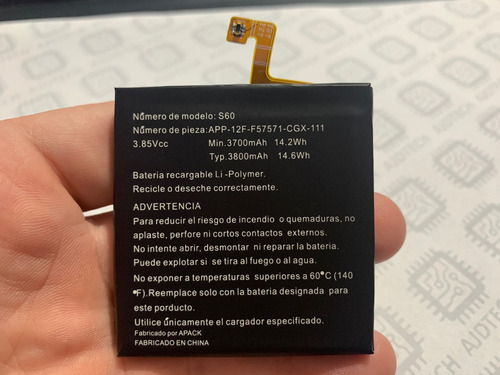 Número de modelo: S60
Número de pieza:APP-12F-F57571-CGX-111
3.85Vcc Min.3700mAh 14.2Wh
Typ.3800mAh 14.6Wh
Bateria recargable Li -Polymer.
Recicle o deseche correctamente.
ADVERTENCIA
Para reducir el riesgo de incendio o quemaduras, no
aplaste, perfore ni cortos contactos externos.
No intente abrir, desmontar ni reparar la bateria.
Puede explotar si se tira al fuego o al agua.
No exponer a temperaturas superiores a 60°C (140
°F).Reemplace solo con la bateria designada para
este producto.
Utilice únicamente el cargador especificado.
Fabricado por APACK
FABRICADO EN CHINA